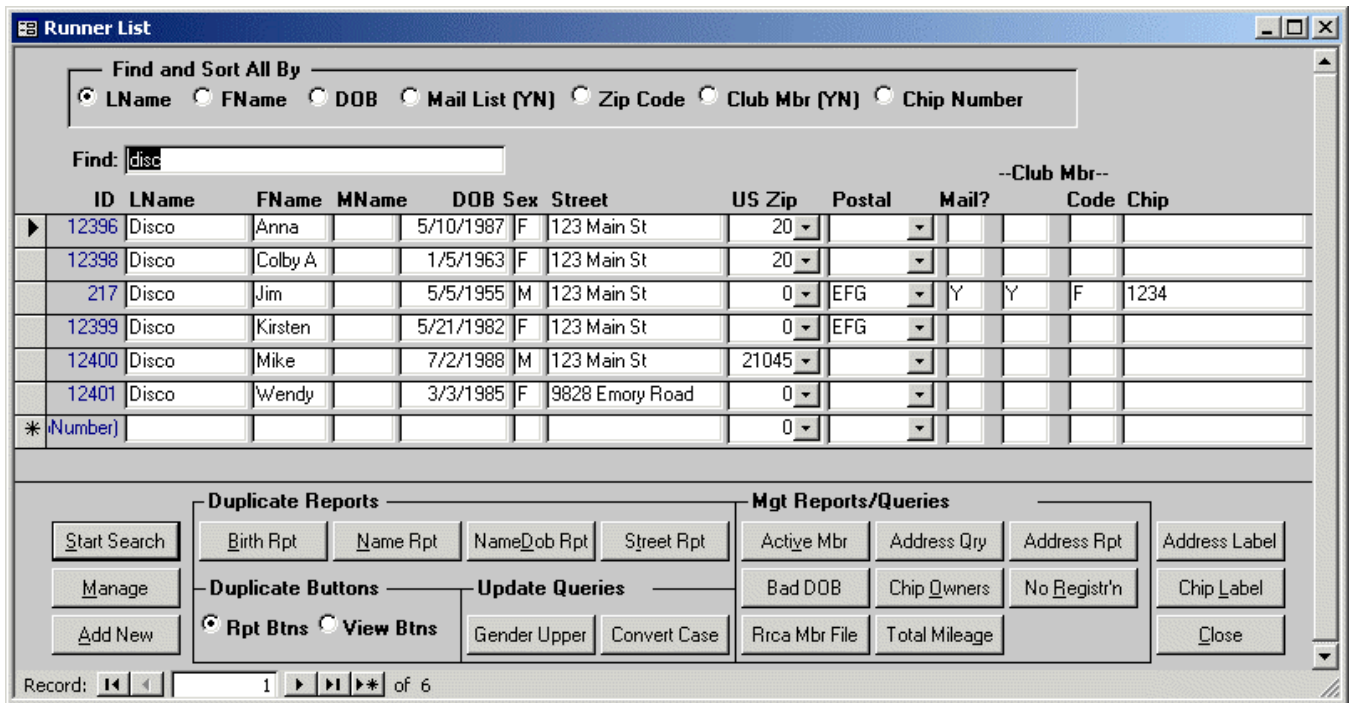 Runner List
Find and Sort All By
LName FName DOB Mail List (YN) Zip Code Club Mbr (YN) Chip Number
Find: disc
--Club Mbr--
ID LName FName MName DOB Sex Street US Zip Postal Mail? Code Chip
12396 Disco Anna 5/10/1987 F 123 Main St 20
12398 Disco Colby A 1/5/1963 F 123 Main St 20
217 Disco Jim 5/5/1955 M 123 Main St 0 EFG Y Y F 1234
12399 Disco Kirsten 5/21/1982 F 123 Main St 0 EFG
12400 Disco Mike 7/2/1988 M 123 Main St 21045
12401 Disco Wendy 3/3/1985 F 9828 Emory Road 0
Number) 0
Duplicate Reports Mgt Reports/Queries
Start Search Birth Rpt Name Rpt NameDob Rpt Street Rpt Active Mbr Address Qry Address Rpt Address Label
Manage Duplicate Buttons Update Queries Bad DOB Chip Owners No Registr'n Chip Label
Add New Rpt Btns View Btns Gender Upper Convert Case Rrca Mbr File Total Mileage Close
Record: 1 of 6